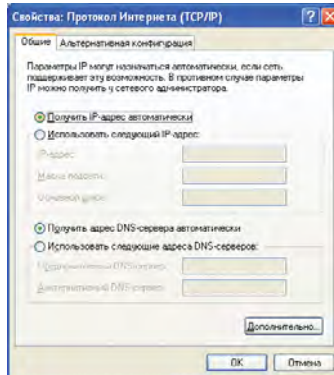 Свойства: Протокол Интернета (TCP/IP)
Общие Альтернативная конфигурация
Параметры IP могут назначаться автоматически, если сеть
поддерживает эту возможность. В противном случае параметры
IP можно получить у сетевого администратора.
Получить IP-адрес автоматически
Использовать следующий IP-адрес:
IP-адрес:
Маска подсети:
Основной шлюз:
Получить адрес DNS-сервера автоматически
Использовать следующие адреса DNS-серверов:
Предпочитаемый DNS-сервер:
Альтернативный DNS-сервер:
Дополнительно...
ОК Отмена